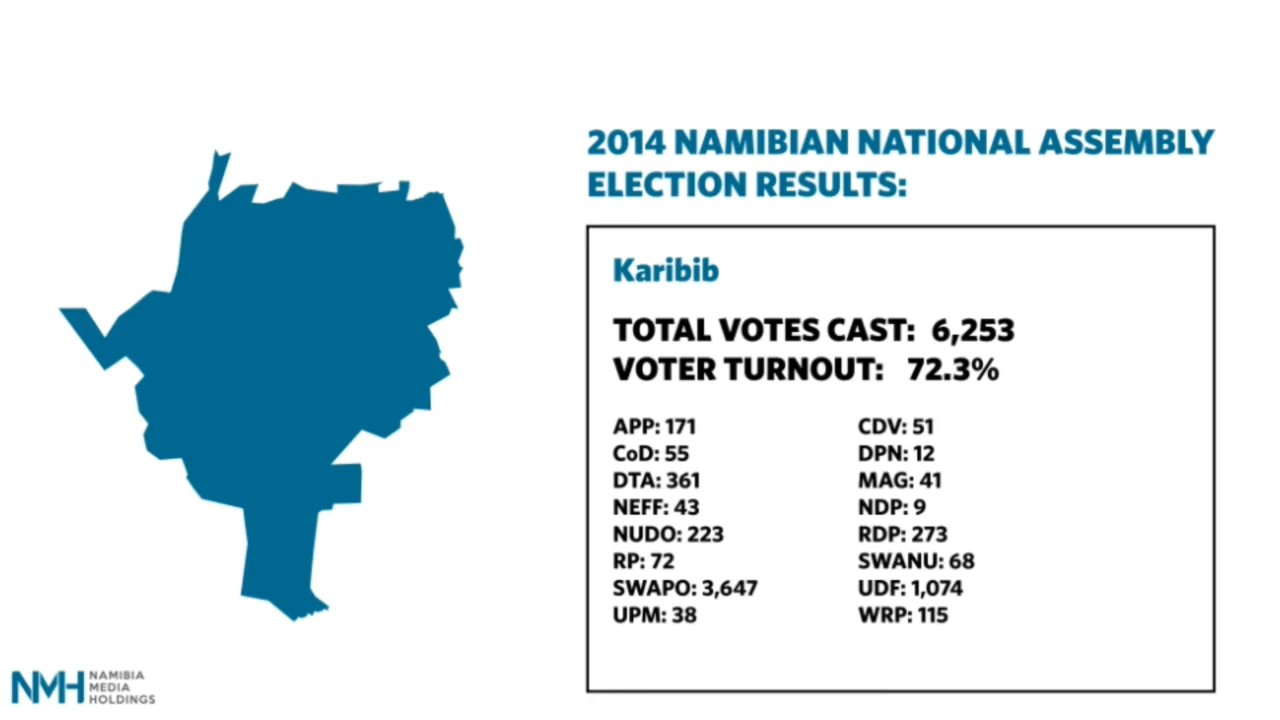 2014 NAMIBIAN NATIONAL ASSEMBLY
ELECTION RESULTS:
Karibib
TOTAL VOTES CAST: 6,253
VOTER TURNOUT: 72.3%
APP: 171
CoD: 55
DTA: 361
NEFF: 43
NUDO: 223
RP: 72
SWAPO: 3,647
UPM: 38
CDV: 51
DPN: 12
MAG: 41
NDP: 9
RDP: 273
SWANU: 68
UDF: 1,074
WRP: 115
NMH
NAMIBIA
MEDIA
HOLDINGS